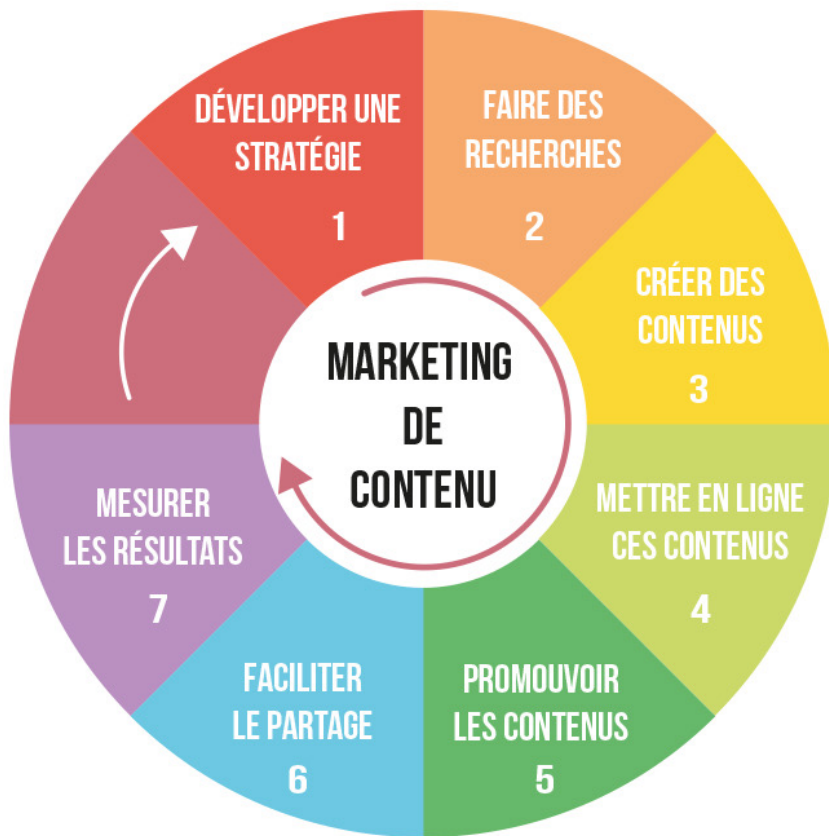 DÉVELOPPER UNE
STRATÉGIE
1
FAIRE DES
RECHERCHES
2
CRÉER DES
CONTENUS
3
METTRE EN LIGNE
CES CONTENUS
4
PROMOUVOIR
LES CONTENUS
5
FACILITER
LE PARTAGE
6
MESURER
LES RÉSULTATS
7
MARKETING
DE
CONTENU